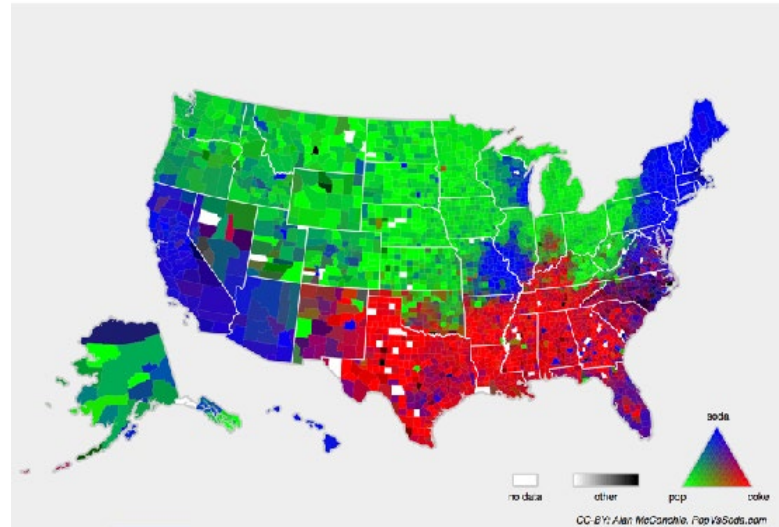 soda
no data
other
pop
coke
CC-BY: Alan McConchie, PopVsSoda.com